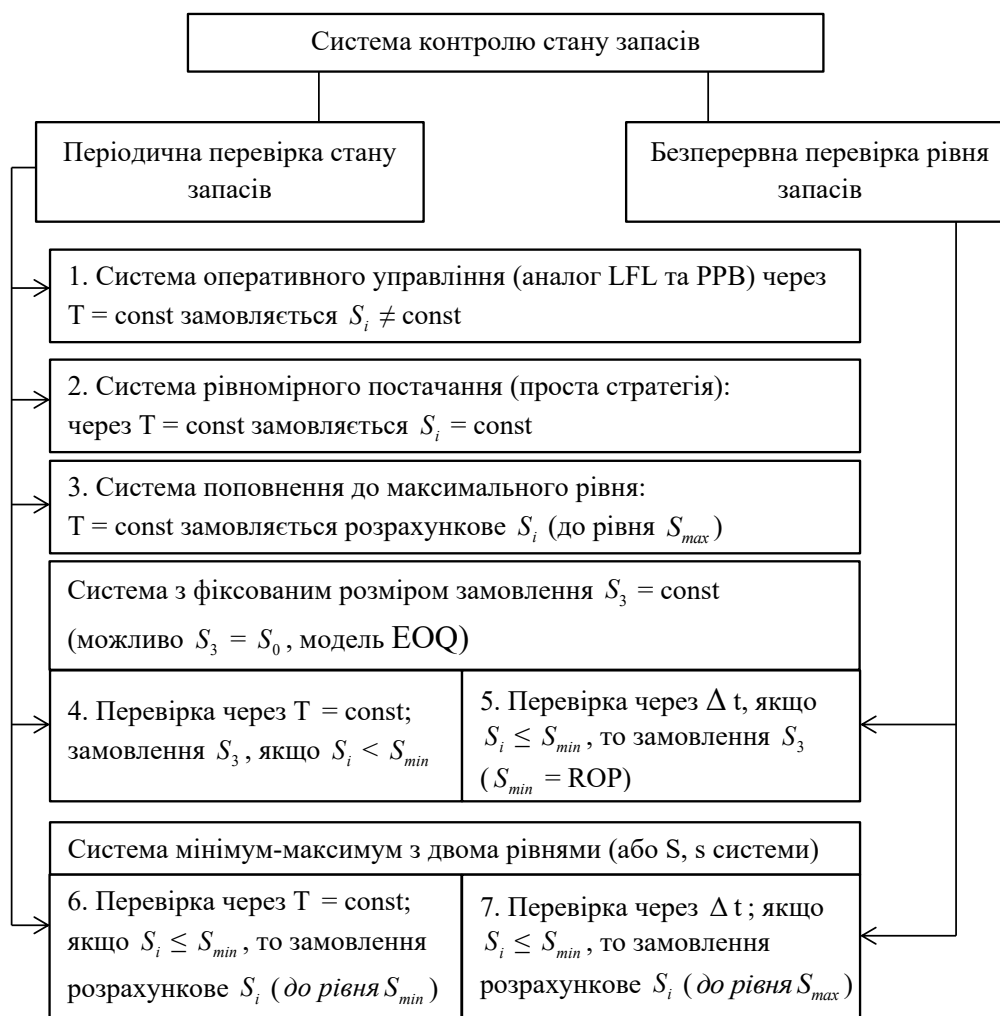 Система контролю стану запасів
Періодична перевірка стану
запасів
Безперервна перевірка рівня
запасів
1. Система оперативного управління (аналог LFL та PPB) через
T = const замовляється S_i ≠ const
2. Система рівномірного постачання (проста стратегія):
через T = const замовляється S_i = const
3. Система поповнення до максимального рівня:
T = const замовляється розрахункове S_i (до рівня S_max)
Система з фіксованим розміром замовлення S_3 = const
(можливо S_3 = S_0, модель EOQ)
4. Перевірка через T = const;
замовлення S_3, якщо S_i < S_min
5. Перевірка через Δ t, якщо
S_i ≤ S_min, то замовлення S_3
(S_min = ROP)
Система мінімум-максимум з двома рівнями (або S, s системи)
6. Перевірка через T = const;
якщо S_i ≤ S_min, то замовлення
розрахункове S_i (до рівня S_min)
7. Перевірка через Δ t; якщо
S_i ≤ S_min, то замовлення
розрахункове S_i (до рівня S_max)